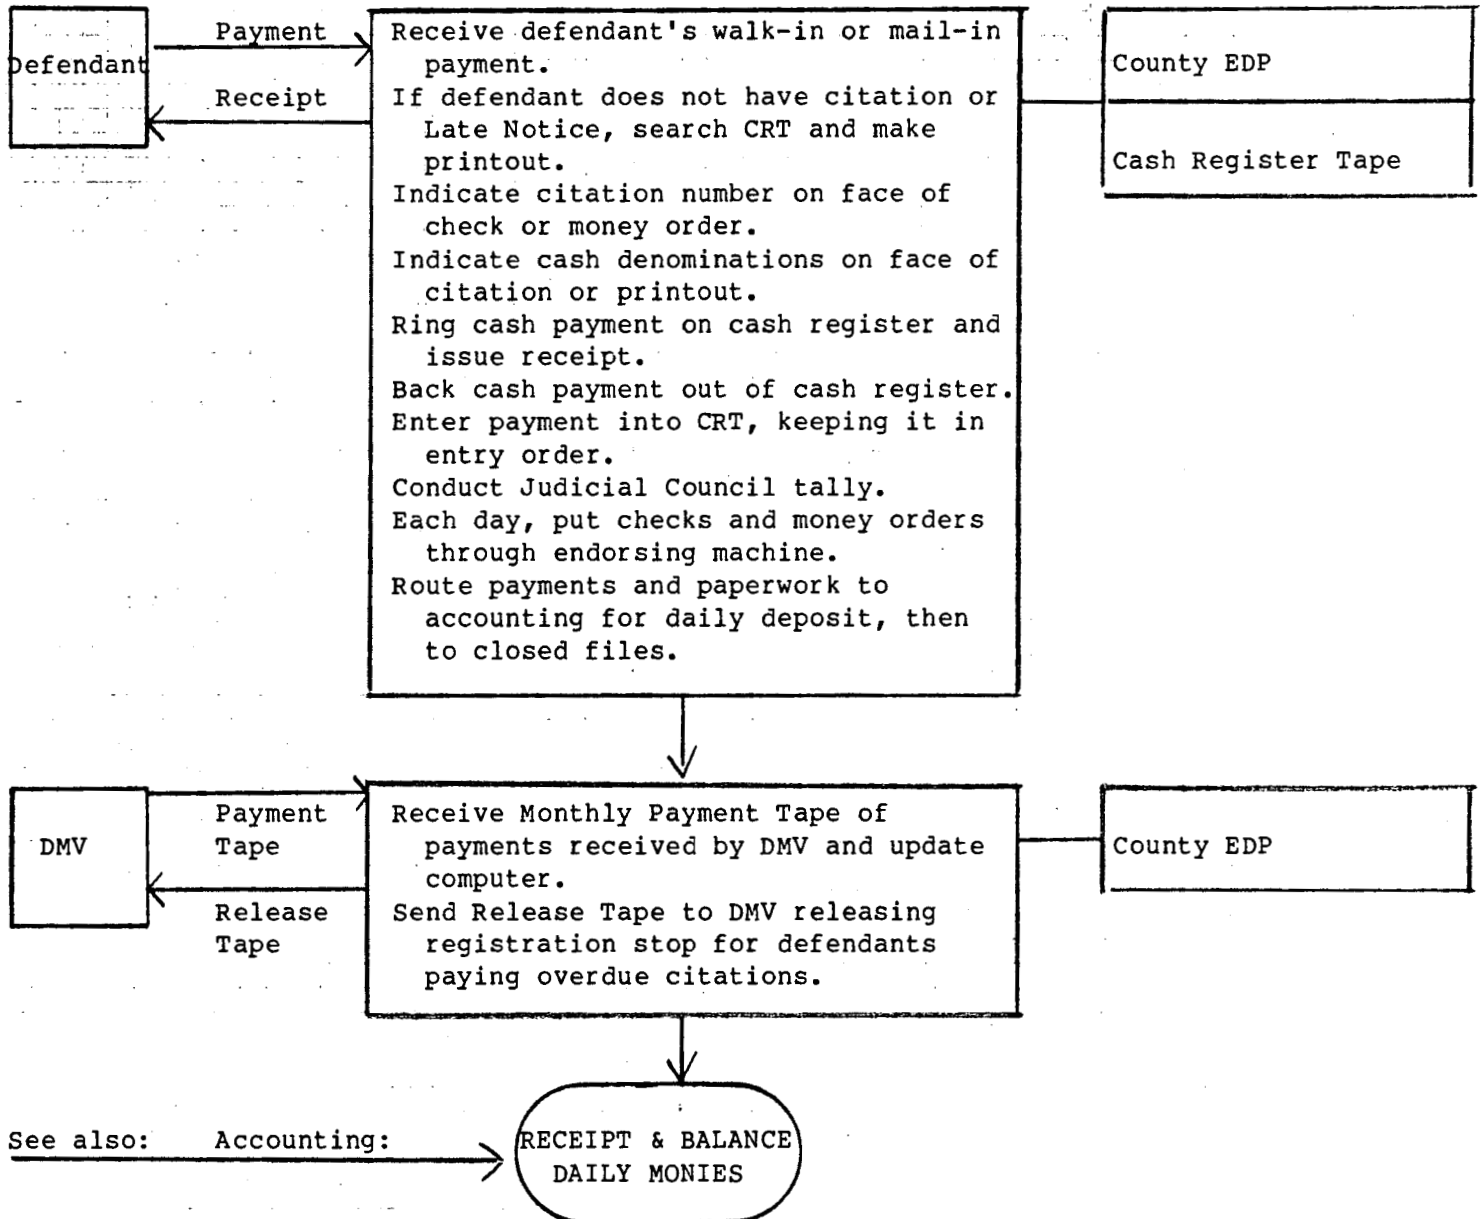 Defendant
Payment
Receipt
Receive defendant's walk-in or mail-in
payment.
If defendant does not have citation or
Late Notice, search CRT and make
printout.
Indicate citation number on face of
check or money order.
Indicate cash denominations on face of
citation or printout.
Ring cash payment on cash register and
issue receipt.
Back cash payment out of cash register.
Enter payment into CRT, keeping it in
entry order.
Conduct Judicial Council tally.
Each day, put checks and money orders
through endorsing machine.
Route payments and paperwork to
accounting for daily deposit, then
to closed files.
County EDP
Cash Register Tape
DMV
Payment
Tape
Release
Tape
Receive Monthly Payment Tape of
payments received by DMV and update
computer.
Send Release Tape to DMV releasing
registration stop for defendants
paying overdue citations.
County EDP
See also: Accounting:
RECEIPT & BALANCE
DAILY MONIES